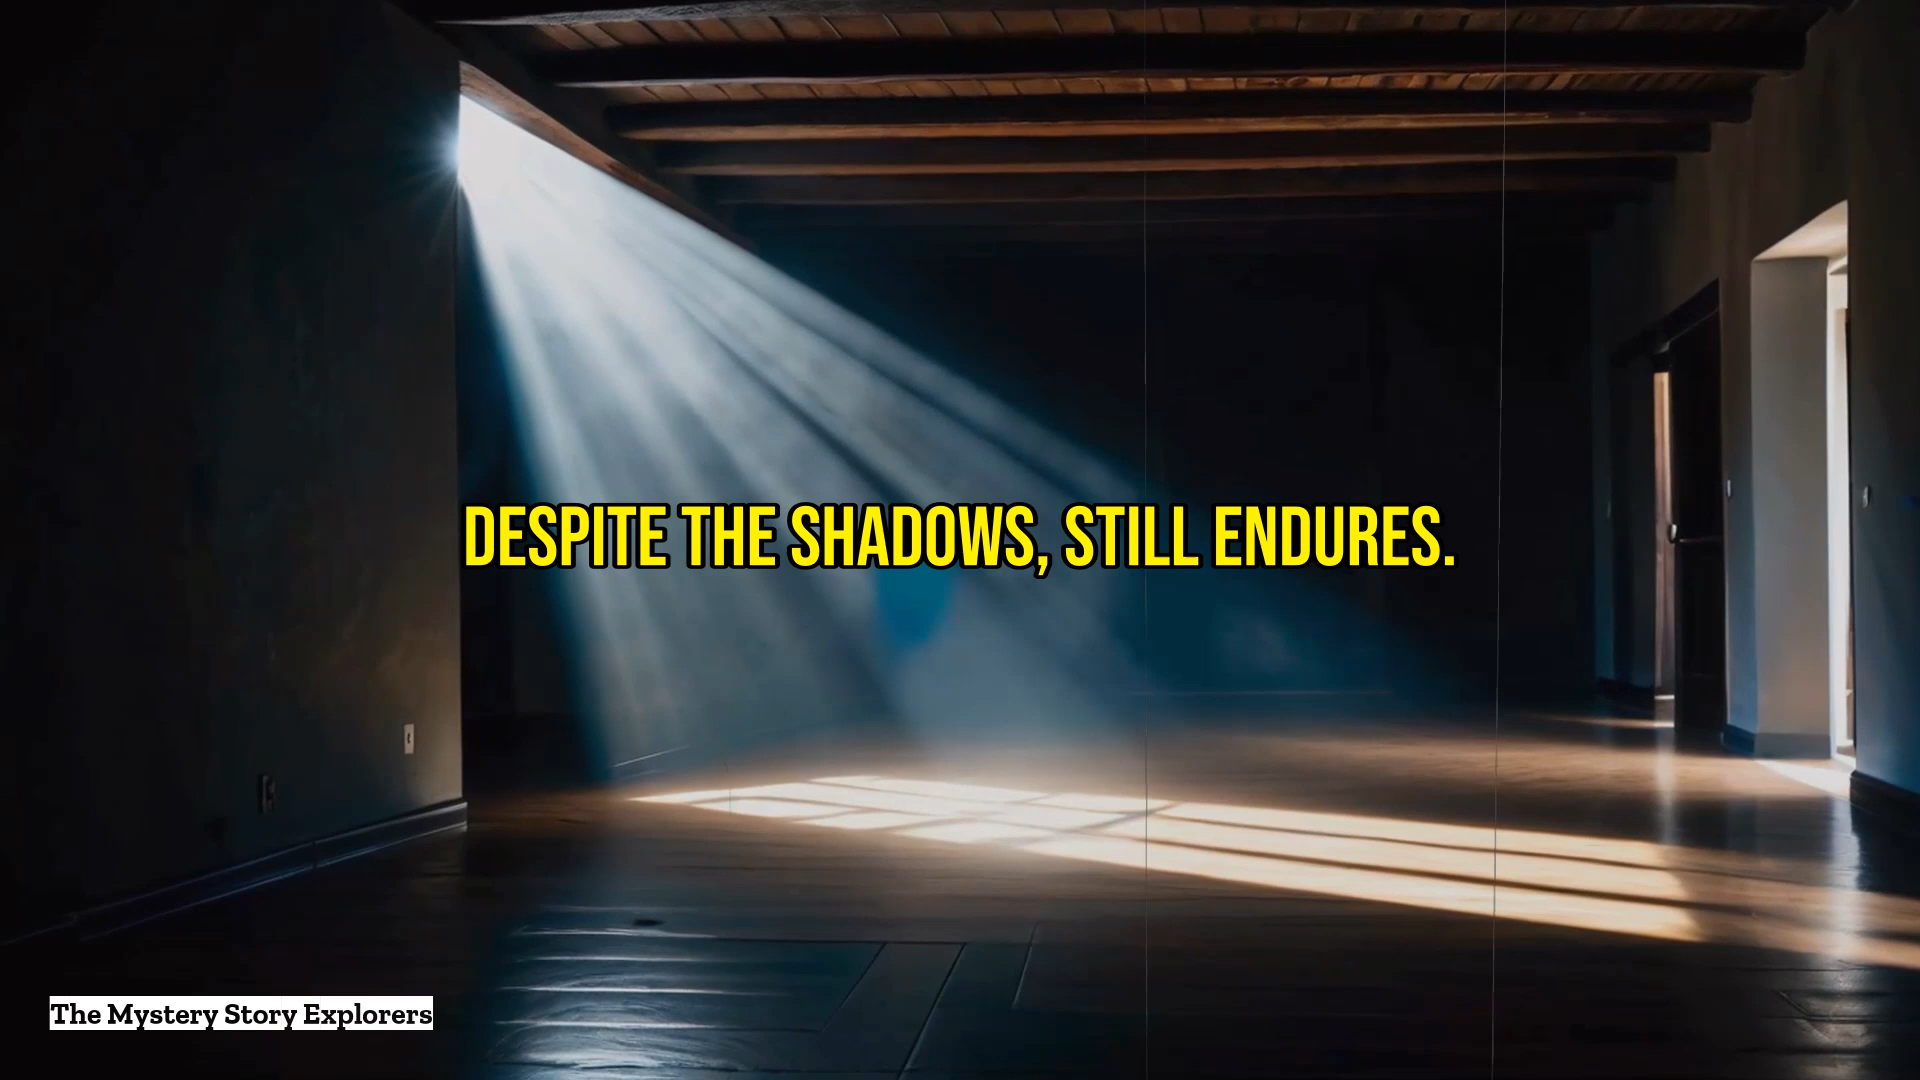 DESPITE THE SHADOWS, STILL ENDURES.
The Mystery Story Explorers